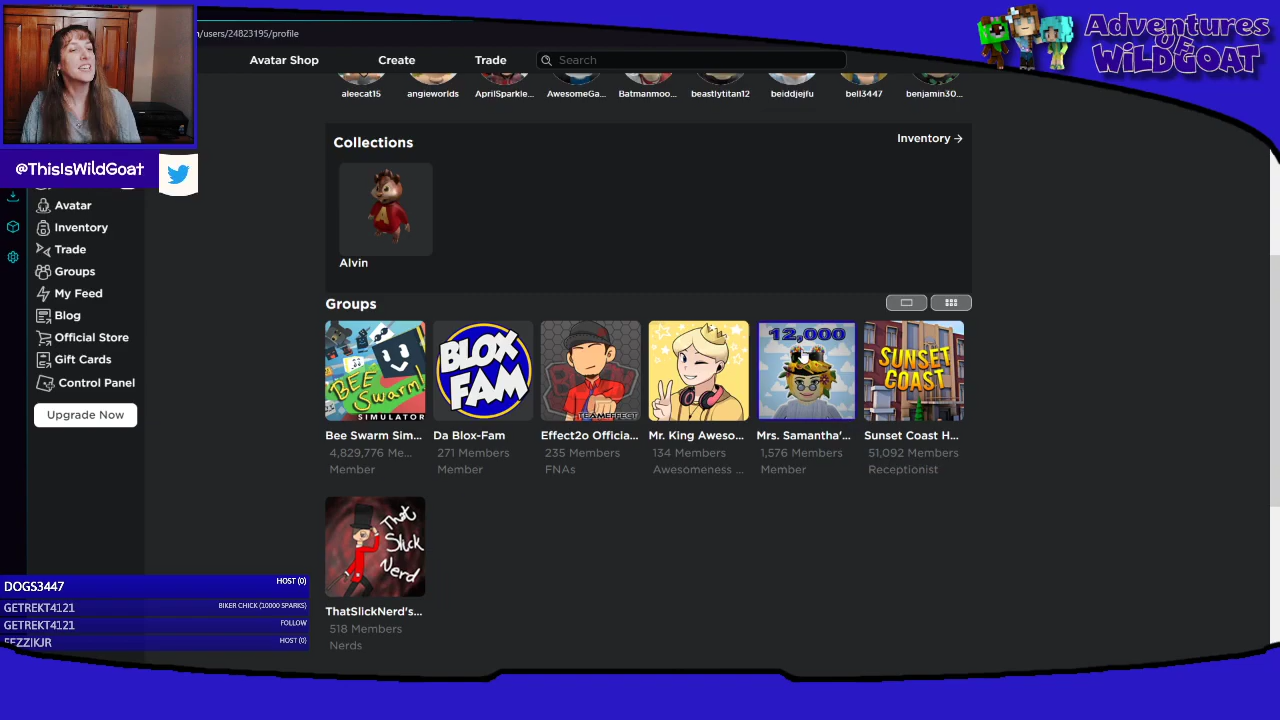 n/users/24823195/profile
Adventures
OF
WiLDGOAT
Avatar Shop
Create
Trade
Search
aleecat15
angieworlds
AprilSparkle...
AwesomeGa...
Batmanmoo...
beastlytitan12
beiddjejfu
bell3447
benjamin30...
@ThisIsWildGoat
Collections
Inventory →
A
Alvin
Avatar
Inventory
Trade
Groups
My Feed
Blog
Official Store
Gift Cards
Control Panel
Upgrade Now
Groups
BEE SWARM!
SIMULATOR
BLOX
FAM
TEAMEFFECT
12,000
SUNSET
COAST
Bee Swarm Sim...
Da Blox-Fam
Effect2o Officia...
Mr. King Aweso...
Mrs. Samantha'...
Sunset Coast H...
4,829,776 Me...
271 Members
235 Members
134 Members
1,576 Members
51,092 Members
Member
Member
FNAs
Awesomeness ...
Member
Receptionist
That
Slick
Nerd
ThatSlickNerd's...
518 Members
Nerds
DOGS3447
HOST (0)
GETREKT4121
BIKER CHICK (10000 SPARKS)
GETREKT4121
FOLLOW
FEZZIKJR
HOST (0)